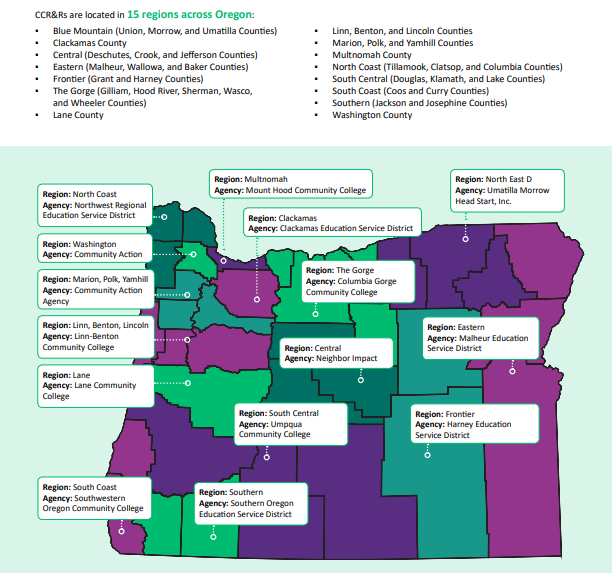 CCR&Rs are located in 15 regions across Oregon:
▪ Blue Mountain (Union, Morrow, and Umatilla Counties)
▪ Clackamas County
▪ Central (Deschutes, Crook, and Jefferson Counties)
▪ Eastern (Malheur, Wallowa, and Baker Counties)
▪ Frontier (Grant and Harney Counties)
▪ The Gorge (Gilliam, Hood River, Sherman, Wasco,
and Wheeler Counties)
▪ Lane County
▪ Linn, Benton, and Lincoln Counties
▪ Marion, Polk, and Yamhill Counties
▪ Multnomah County
▪ North Coast (Tillamook, Clatsop, and Columbia Counties)
▪ South Central (Douglas, Klamath, and Lake Counties)
▪ South Coast (Coos and Curry Counties)
▪ Southern (Jackson and Josephine Counties)
▪ Washington County
Region: North Coast
Agency: Northwest Regional
Education Service District
Region: Multnomah
Agency: Mount Hood Community College
Region: North East D
Agency: Umatilla Morrow
Head Start, Inc.
Region: Clackamas
Agency: Clackamas Education Service District
Region: Washington
Agency: Community Action
Region: Marion, Polk, Yamhill
Agency: Community Action
Agency
Region: The Gorge
Agency: Columbia Gorge
Community College
Region: Linn, Benton, Lincoln
Agency: Linn-Benton
Community College
Region: Central
Agency: Neighbor Impact
Region: Eastern
Agency: Malheur Education
Service District
Region: Lane
Agency: Lane Community
College
Region: South Central
Agency: Umpqua
Community College
Region: Frontier
Agency: Harney Education
Service District
Region: South Coast
Agency: Southwestern
Oregon Community College
Region: Southern
Agency: Southern Oregon
Education Service District